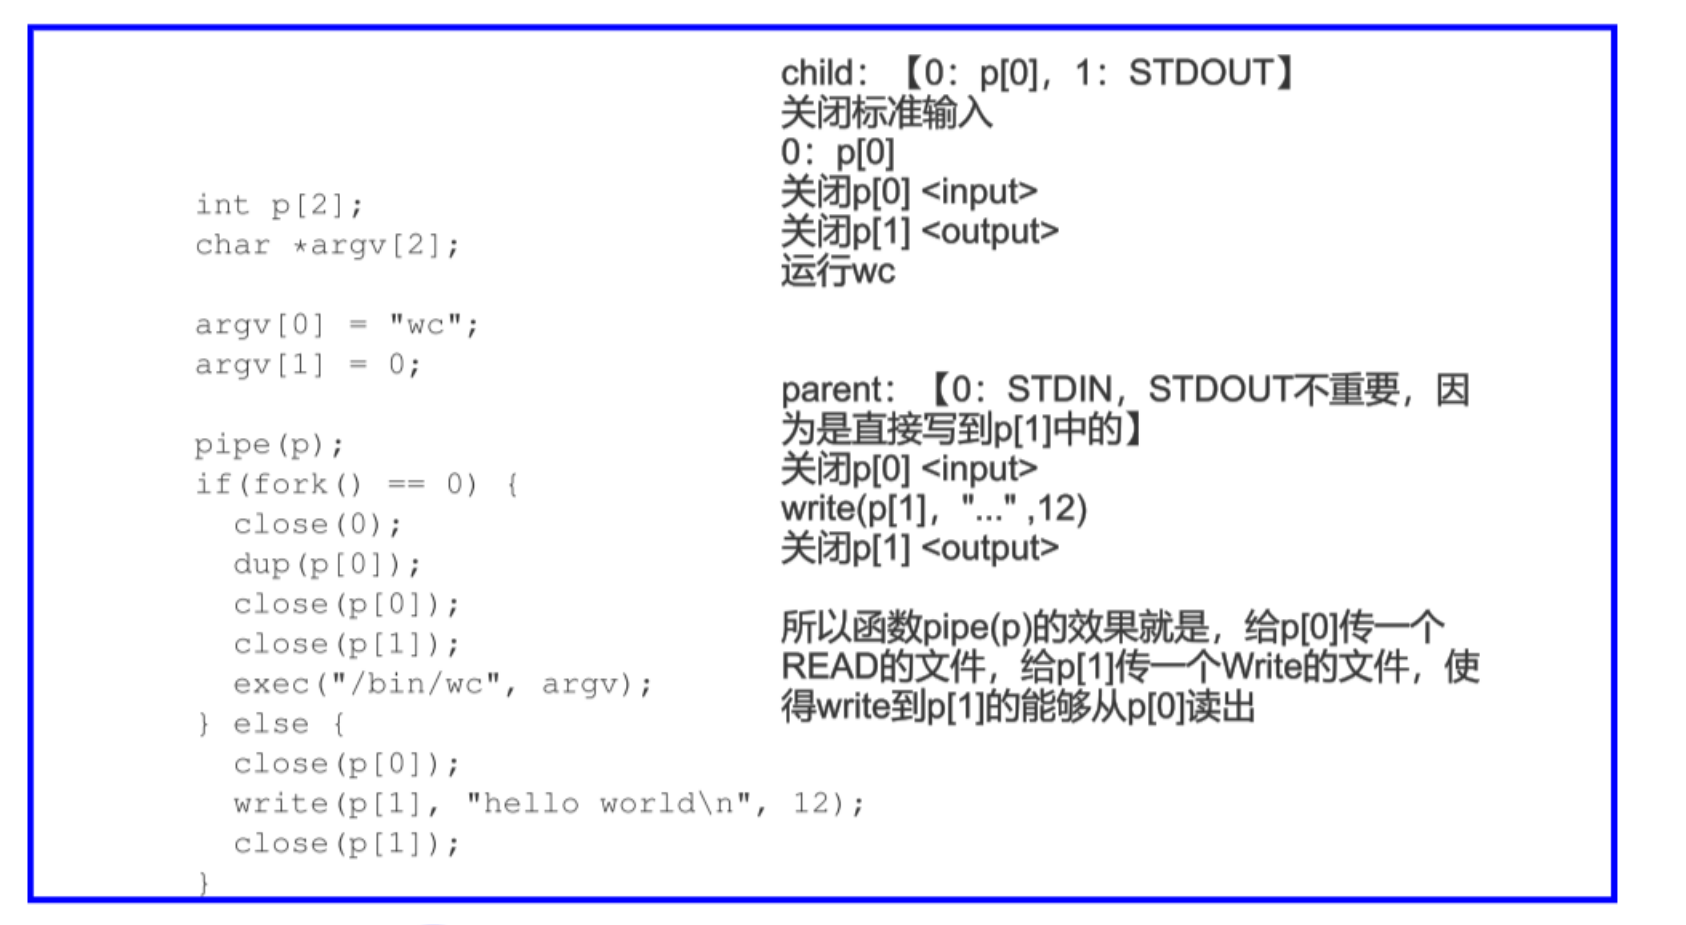 int p[2];
char *argv[2];
argv[0] = "wc";
argv[1] = 0;
pipe(p);
if(fork() == 0) {
close(0);
dup(p[0]);
close(p[0]);
close(p[1]);
exec("/bin/wc", argv);
} else {
close(p[0]);
write(p[1], "hello world\n", 12);
close(p[1]);
}
child：【0：p[0]，1：STDOUT】
关闭标准输入
0：p[0]
关闭p[0] <input>
关闭p[1] <output>
运行wc
parent：【0：STDIN，STDOUT不重要，因
为是直接写到p[1]中的】
关闭p[0] <input>
write(p[1]，"..." ,12)
关闭p[1] <output>
所以函数pipe(p)的效果就是，给p[0]传一个
READ的文件，给p[1]传一个Write的文件，使
得write到p[1]的能够从p[0]读出